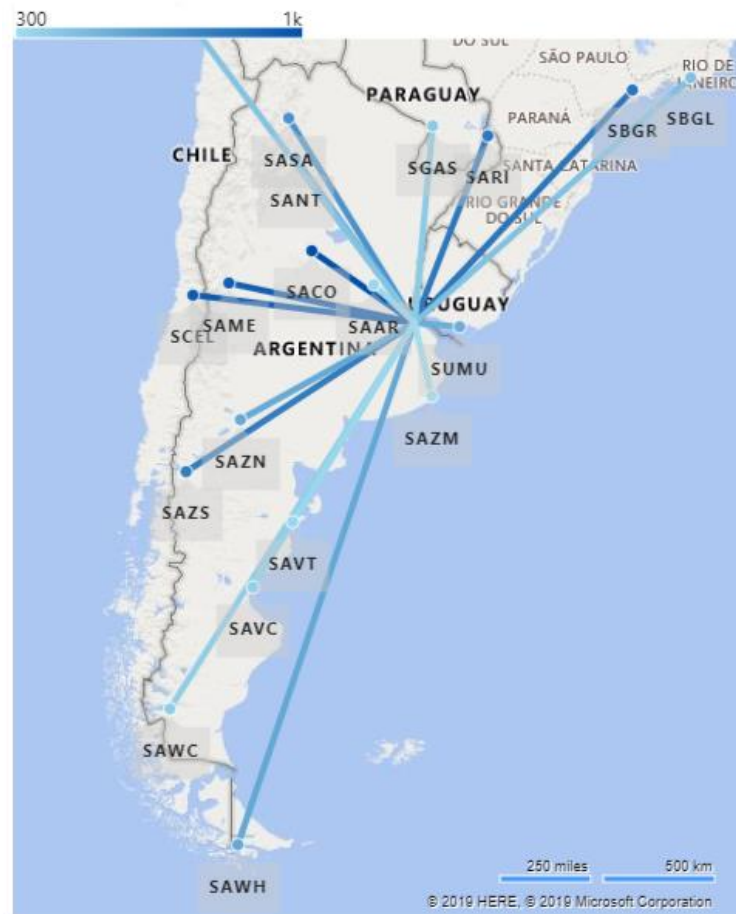 300 1k
DO SUL
SÃO PAULO
RIO DE
JANEIRO
PARAGUAY
PARANÁ
SBGL
SBGR
CHILE
SASA
SGAS
SARI
SANTA CATARINA
SANT
RIO GRANDE
DO SUL
SACO
URUGUAY
SAME
SAAR
SCEL
ARGENTINA
SUMU
SAZM
SAZN
SAZS
SAVT
SAVC
SAWC
SAWH
250 miles 500 km
© 2019 HERE, © 2019 Microsoft Corporation